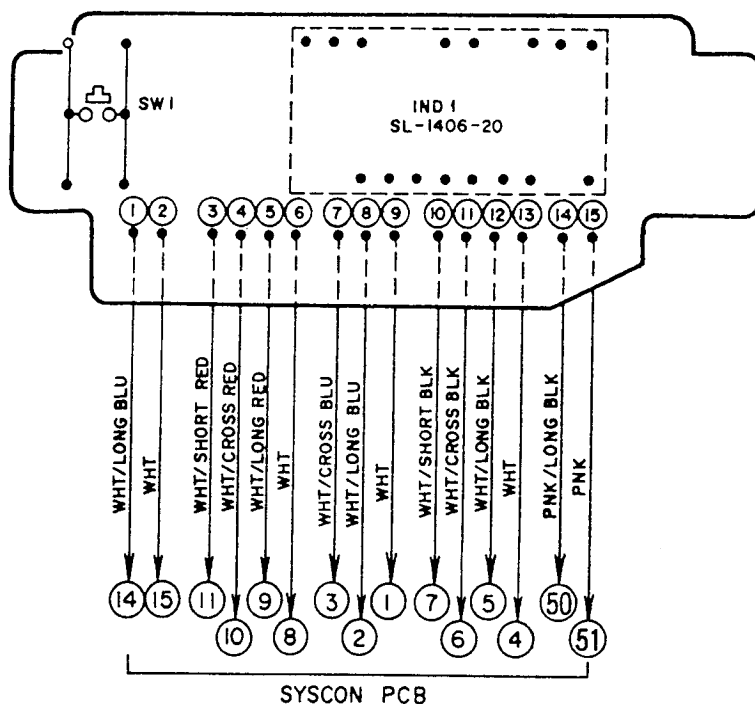 SW1
IND 1
SL-1406-20
1 2 3 4 5 6 7 8 9 10 11 12 13 14 15
WHT/LONG BLU
WHT
WHT/SHORT RED
WHT/CROSS RED
WHT/LONG RED
WHT
WHT/CROSS BLU
WHT/LONG BLU
WHT
WHT/SHORT BLK
WHT/CROSS BLK
WHT/LONG BLK
WHT
PNK/LONG BLK
PNK
14 15 11 9 3 1 7 5 50
10 8 2 6 4 51
SYSCON PCB